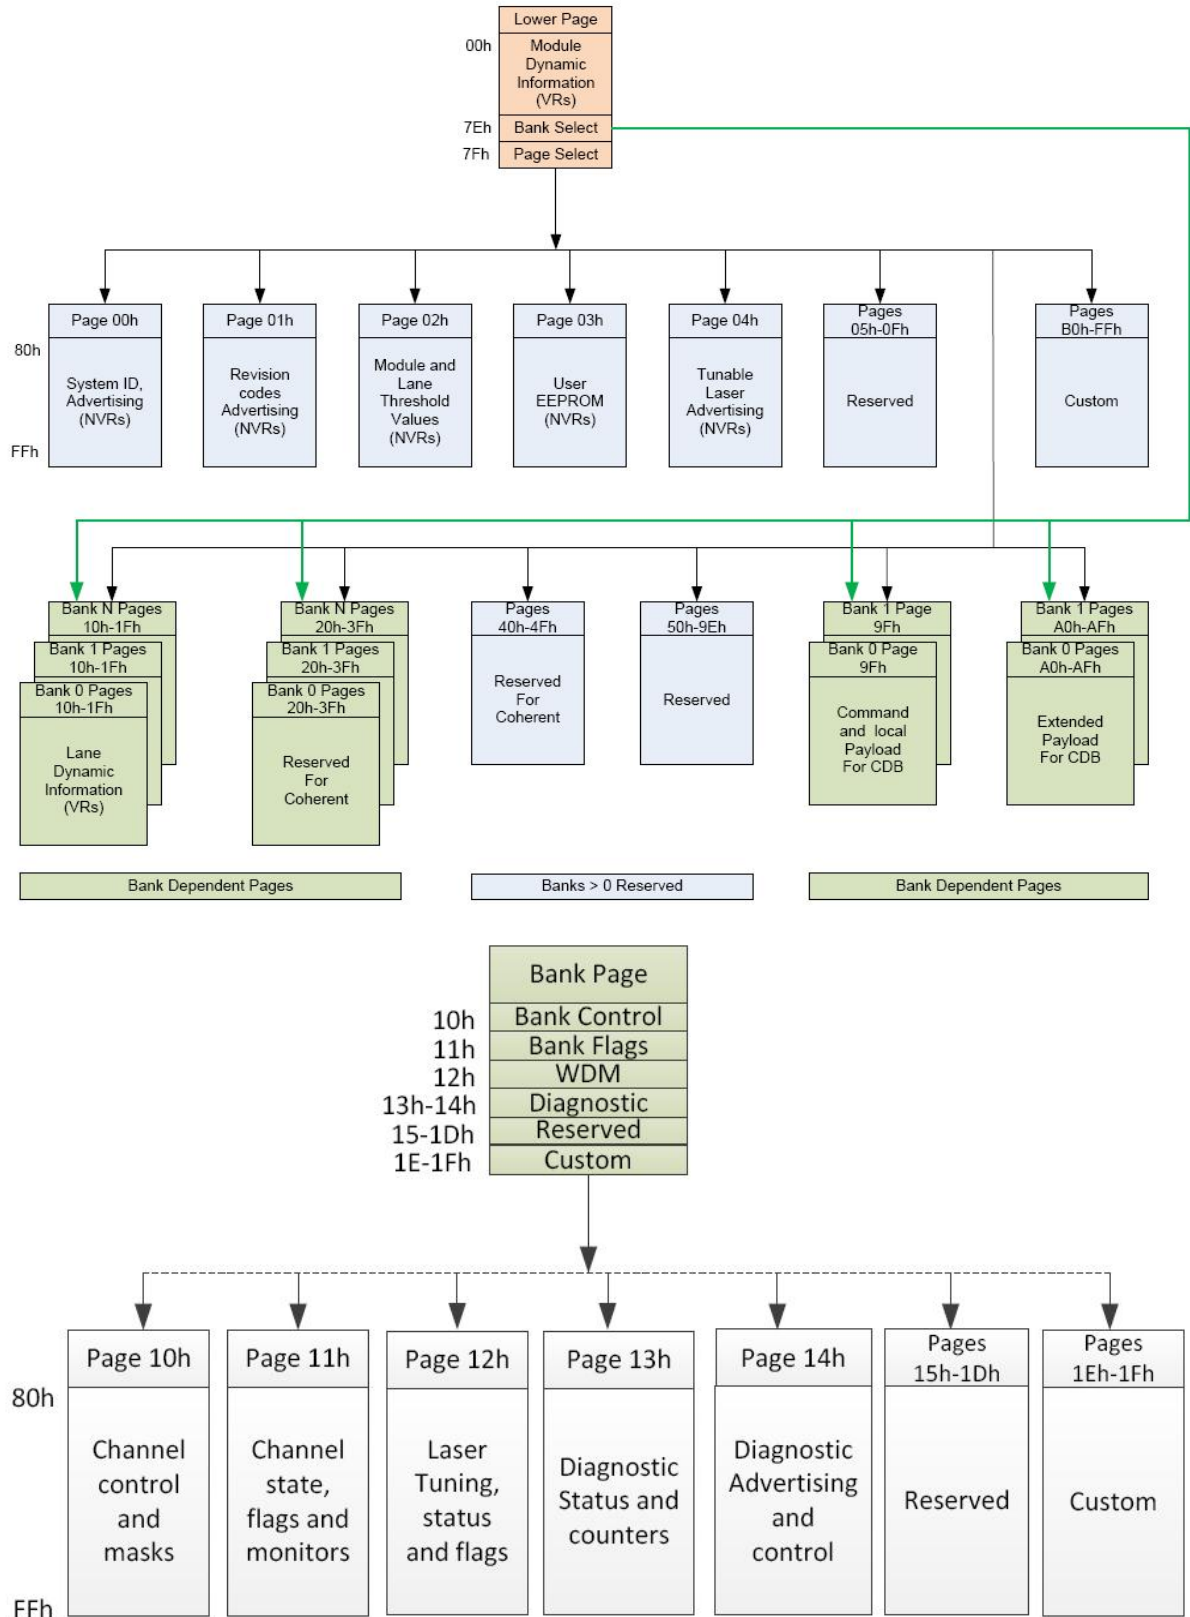 Lower Page
00h
Module
Dynamic
Information
(VRs)
7Eh
Bank Select
7Fh
Page Select
Page 00h
Page 01h
Page 02h
Page 03h
Page 04h
Pages
05h-0Fh
Pages
B0h-FFh
80h
System ID,
Advertising
(NVRs)
Revision
codes
Advertising
(NVRs)
Module and
Lane
Threshold
Values
(NVRs)
User
EEPROM
(NVRs)
Tunable
Laser
Advertising
(NVRs)
Reserved
Custom
FFh
Bank N Pages
10h-1Fh
Bank 1 Pages
10h-1Fh
Bank 0 Pages
10h-1Fh
Lane
Dynamic
Information
(VRs)
Bank N Pages
20h-3Fh
Bank 1 Pages
20h-3Fh
Bank 0 Pages
20h-3Fh
Reserved
For
Coherent
Pages
40h-4Fh
Reserved
For
Coherent
Pages
50h-9Eh
Reserved
Bank 1 Page
9Fh
Bank 0 Page
9Fh
Command
and local
Payload
For CDB
Bank 1 Pages
A0h-AFh
Bank 0 Pages
A0h-AFh
Extended
Payload
For CDB
Bank Dependent Pages
Banks > 0 Reserved
Bank Dependent Pages
Bank Page
10h
Bank Control
11h
Bank Flags
12h
WDM
13h-14h
Diagnostic
15-1Dh
Reserved
1E-1Fh
Custom
Page 10h
Page 11h
Page 12h
Page 13h
Page 14h
Pages
15h-1Dh
Pages
1Eh-1Fh
80h
Channel
control
and
masks
Channel
state,
flags and
monitors
Laser
Tuning,
status
and flags
Diagnostic
Status and
counters
Diagnostic
Advertising
and
control
Reserved
Custom
FFh